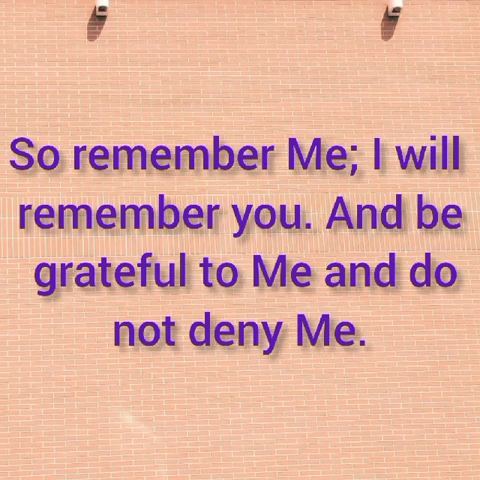 So remember Me; I will
remember you. And be
grateful to Me and do
not deny Me.